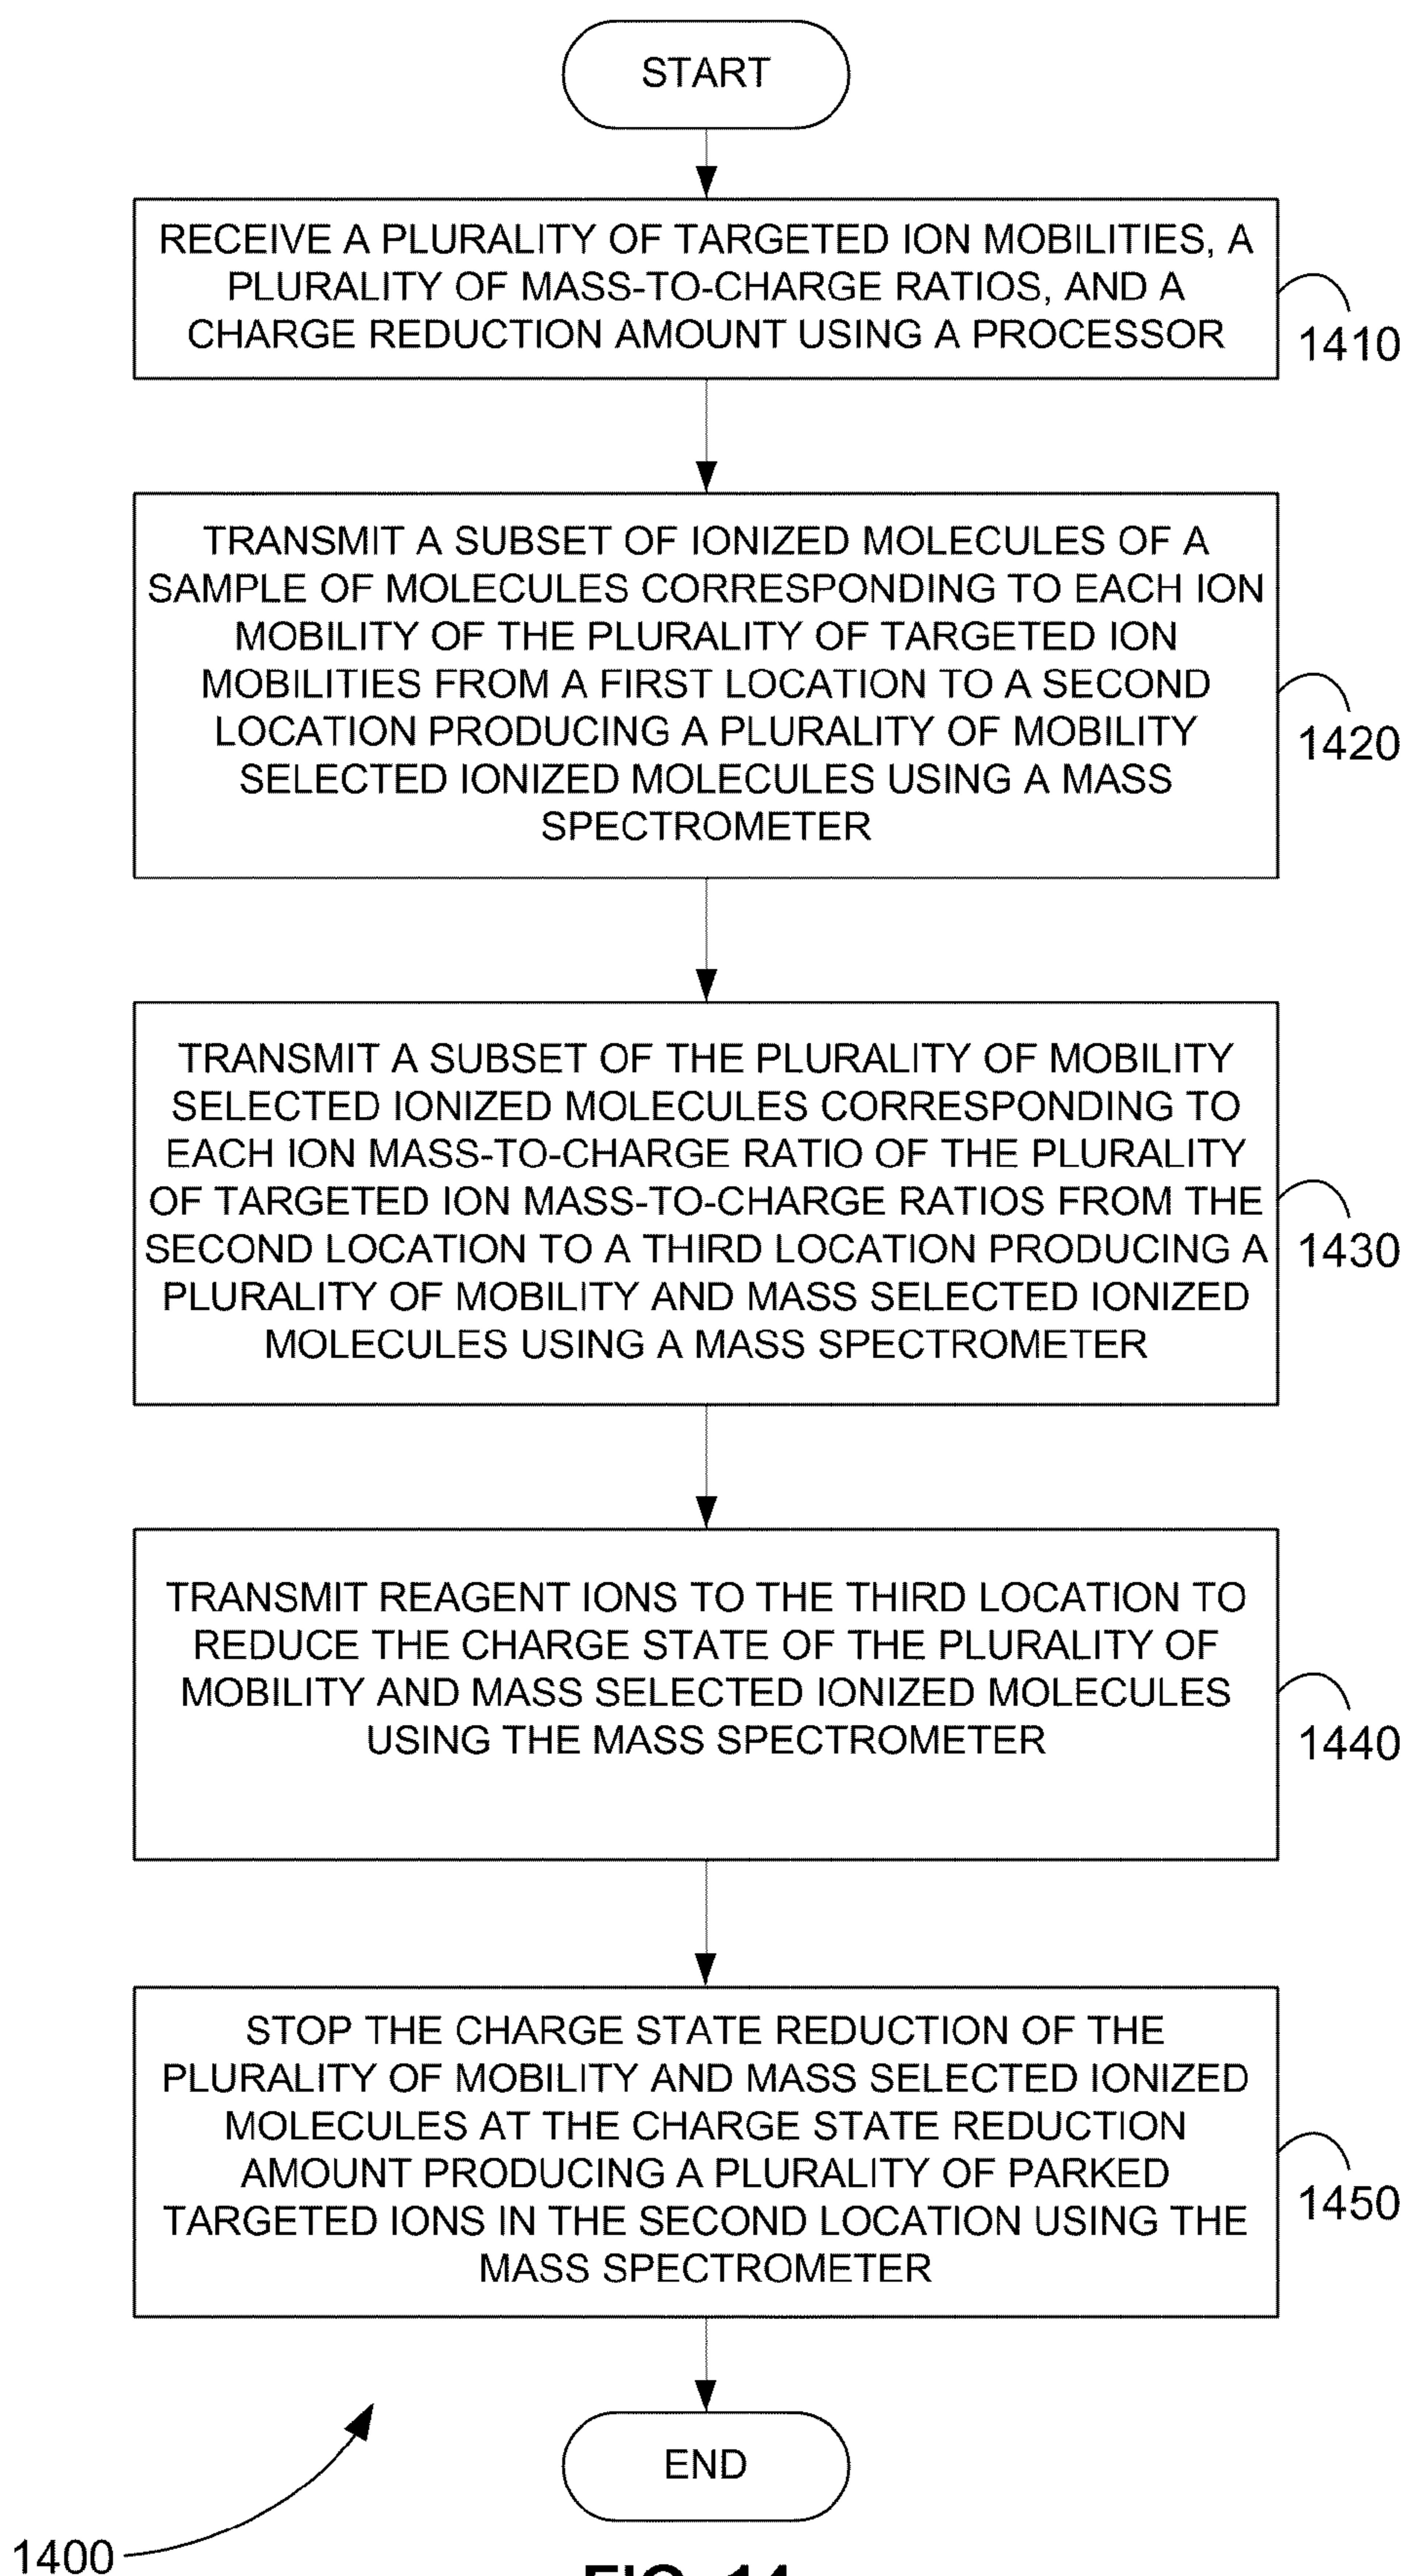 START
RECEIVE A PLURALITY OF TARGETED ION MOBILITIES, A
PLURALITY OF MASS-TO-CHARGE RATIOS, AND A
CHARGE REDUCTION AMOUNT USING A PROCESSOR
1410
TRANSMIT A SUBSET OF IONIZED MOLECULES OF A
SAMPLE OF MOLECULES CORRESPONDING TO EACH ION
MOBILITY OF THE PLURALITY OF TARGETED ION
MOBILITIES FROM A FIRST LOCATION TO A SECOND
LOCATION PRODUCING A PLURALITY OF MOBILITY
SELECTED IONIZED MOLECULES USING A MASS
SPECTROMETER
1420
TRANSMIT A SUBSET OF THE PLURALITY OF MOBILITY
SELECTED IONIZED MOLECULES CORRESPONDING TO
EACH ION MASS-TO-CHARGE RATIO OF THE PLURALITY
OF TARGETED ION MASS-TO-CHARGE RATIOS FROM THE
SECOND LOCATION TO A THIRD LOCATION PRODUCING A
PLURALITY OF MOBILITY AND MASS SELECTED IONIZED
MOLECULES USING A MASS SPECTROMETER
1430
TRANSMIT REAGENT IONS TO THE THIRD LOCATION TO
REDUCE THE CHARGE STATE OF THE PLURALITY OF
MOBILITY AND MASS SELECTED IONIZED MOLECULES
USING THE MASS SPECTROMETER
1440
STOP THE CHARGE STATE REDUCTION OF THE
PLURALITY OF MOBILITY AND MASS SELECTED IONIZED
MOLECULES AT THE CHARGE STATE REDUCTION
AMOUNT PRODUCING A PLURALITY OF PARKED
TARGETED IONS IN THE SECOND LOCATION USING THE
MASS SPECTROMETER
1450
END
1400
FIG. 14